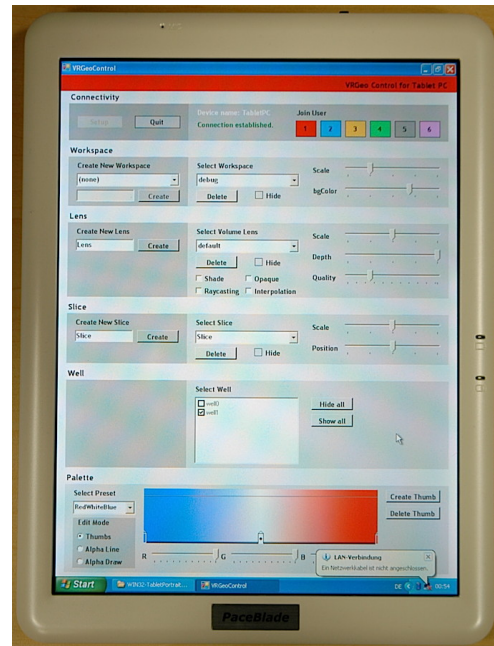 VRGeoControl
VRGeo Control for Tablet PC
Connectivity
Setup
Quit
Device name: TabletPC
Connection established.
Join User
1 2 3 4 5 6
Workspace
Create New Workspace
(none)
Create
Select Workspace
debug
Delete
Hide
Scale
bgColor
Lens
Create New Lens
Lens
Create
Select Volume Lens
default
Delete
Hide
Shade
Opaque
Raycasting
Interpolation
Scale
Depth
Quality
Slice
Create New Slice
Slice
Create
Select Slice
Slice
Delete
Hide
Scale
Position
Well
Select Well
well0
well1
Hide all
Show all
Palette
Select Preset
RedWhiteBlue
Edit Mode
Thumbs
Alpha Line
Alpha Draw
R
G
B
Create Thumb
Delete Thumb
LAN-Verbindung
Ein Netzwerkkabel ist nicht angeschlossen.
Start
WIN32-TabletPortrait...
VRGeoControl
DE
00:54
PaceBlade